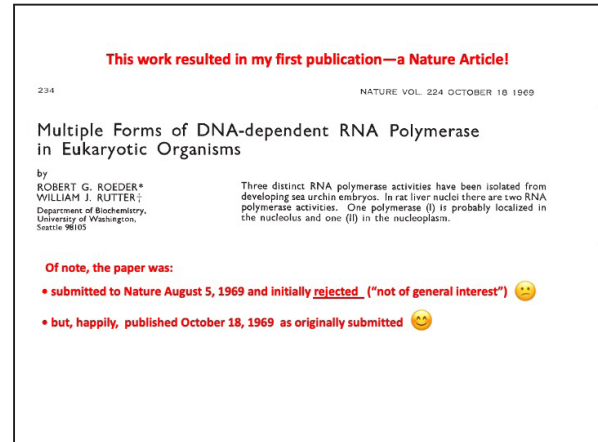 This work resulted in my first publication—a Nature Article!
234
NATURE VOL. 224 OCTOBER 18 1969
Multiple Forms of DNA-dependent RNA Polymerase
in Eukaryotic Organisms
by
ROBERT G. ROEDER*
WILLIAM J. RUTTER†
Department of Biochemistry,
University of Washington,
Seattle 98105
Three distinct RNA polymerase activities have been isolated from
developing sea urchin embryos. In rat liver nuclei there are two RNA
polymerase activities. One polymerase (I) is probably localized in
the nucleolus and one (II) in the nucleoplasm.
Of note, the paper was:
• submitted to Nature August 5, 1969 and initially rejected (“not of general interest”) 😕
• but, happily, published October 18, 1969 as originally submitted 😊